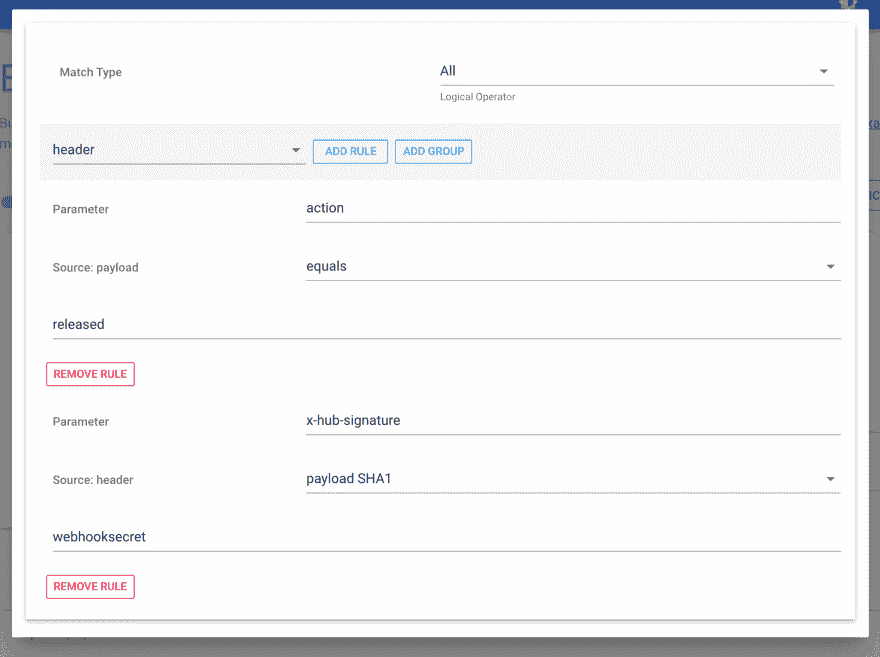 Match Type
All
Logical Operator
header
ADD RULE
ADD GROUP
Parameter
action
Source: payload
equals
released
REMOVE RULE
Parameter
x-hub-signature
Source: header
payload SHA1
webhooksecret
REMOVE RULE